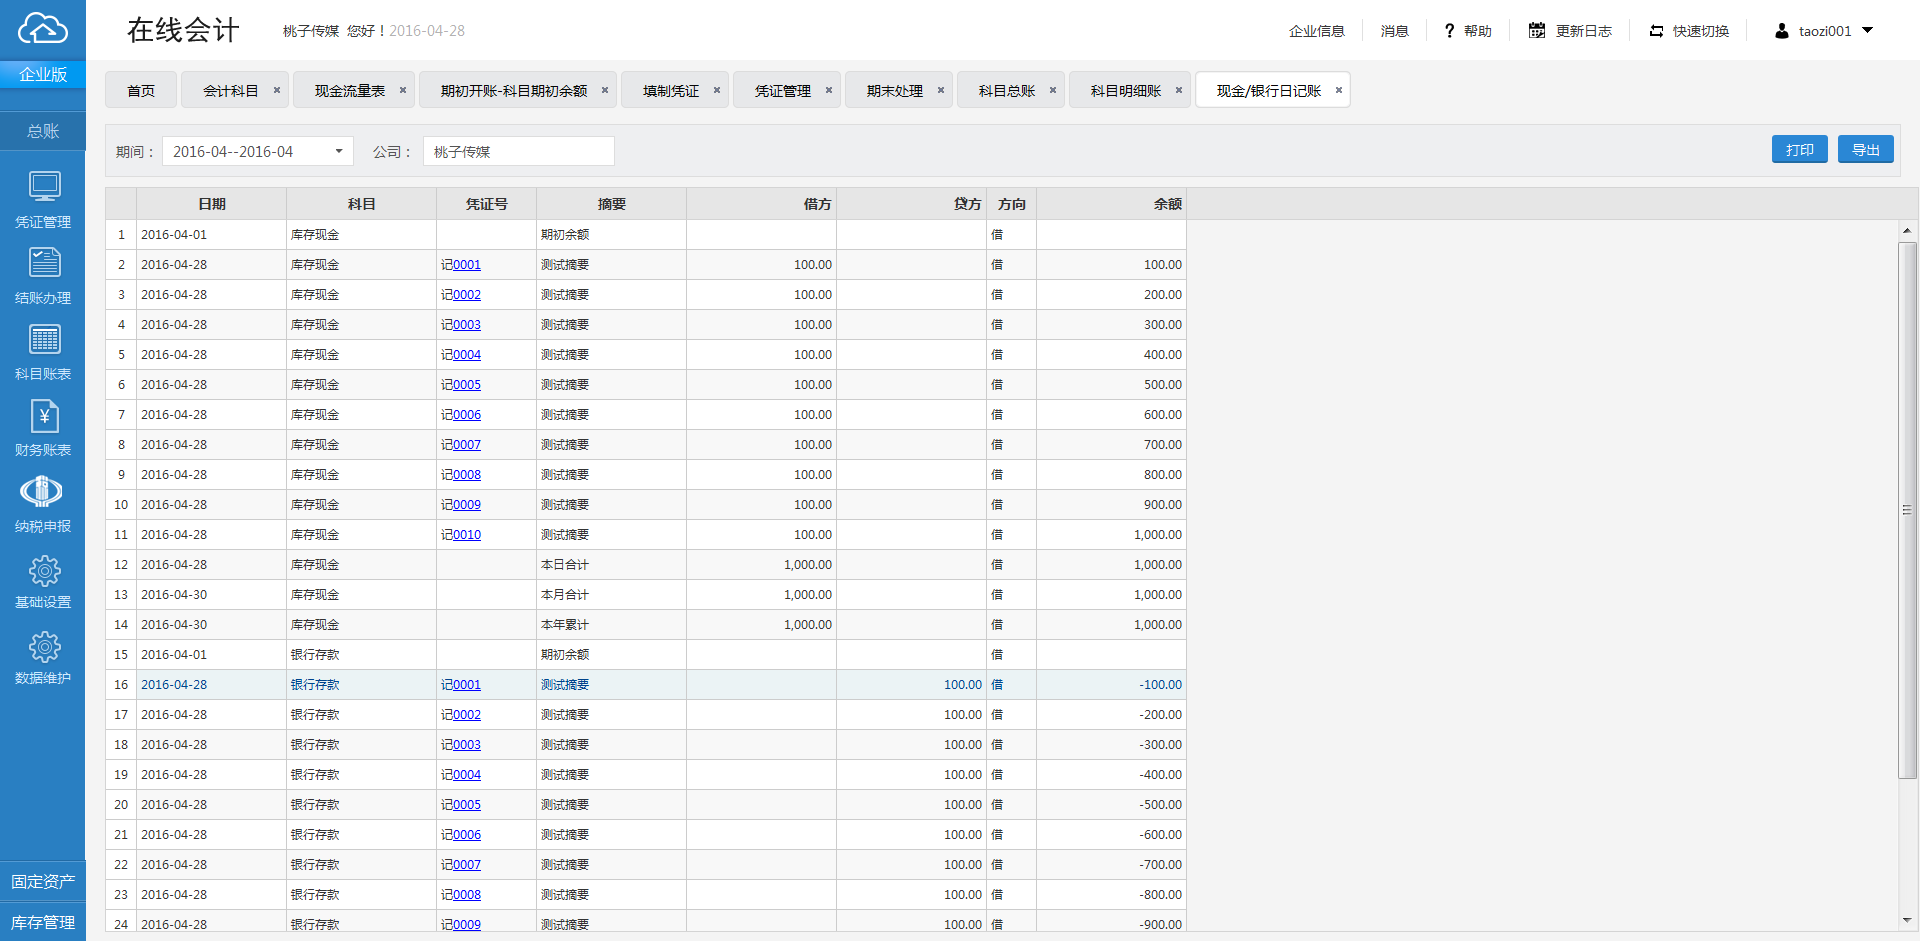 在线会计
桃子传媒 您好！2016-04-28
企业信息 消息 ? 帮助 更新日志 快速切换 taozi001
企业版
总账
凭证管理
结账办理
科目账表
财务账表
纳税申报
基础设置
数据维护
固定资产
库存管理
首页 会计科目 × 现金流量表 × 期初开账-科目期初余额 × 填制凭证 × 凭证管理 × 期末处理 × 科目总账 × 科目明细账 × 现金/银行日记账 ×
期间： 2016-04--2016-04 公司： 桃子传媒 打印 导出
日期 科目 凭证号 摘要 借方 贷方 方向 余额
1 2016-04-01 库存现金 期初余额 借
2 2016-04-28 库存现金 记0001 测试摘要 100.00 借 100.00
3 2016-04-28 库存现金 记0002 测试摘要 100.00 借 200.00
4 2016-04-28 库存现金 记0003 测试摘要 100.00 借 300.00
5 2016-04-28 库存现金 记0004 测试摘要 100.00 借 400.00
6 2016-04-28 库存现金 记0005 测试摘要 100.00 借 500.00
7 2016-04-28 库存现金 记0006 测试摘要 100.00 借 600.00
8 2016-04-28 库存现金 记0007 测试摘要 100.00 借 700.00
9 2016-04-28 库存现金 记0008 测试摘要 100.00 借 800.00
10 2016-04-28 库存现金 记0009 测试摘要 100.00 借 900.00
11 2016-04-28 库存现金 记0010 测试摘要 100.00 借 1,000.00
12 2016-04-28 库存现金 本日合计 1,000.00 借 1,000.00
13 2016-04-30 库存现金 本月合计 1,000.00 借 1,000.00
14 2016-04-30 库存现金 本年累计 1,000.00 借 1,000.00
15 2016-04-01 银行存款 期初余额 借
16 2016-04-28 银行存款 记0001 测试摘要 100.00 借 -100.00
17 2016-04-28 银行存款 记0002 测试摘要 100.00 借 -200.00
18 2016-04-28 银行存款 记0003 测试摘要 100.00 借 -300.00
19 2016-04-28 银行存款 记0004 测试摘要 100.00 借 -400.00
20 2016-04-28 银行存款 记0005 测试摘要 100.00 借 -500.00
21 2016-04-28 银行存款 记0006 测试摘要 100.00 借 -600.00
22 2016-04-28 银行存款 记0007 测试摘要 100.00 借 -700.00
23 2016-04-28 银行存款 记0008 测试摘要 100.00 借 -800.00
24 2016-04-28 银行存款 记0009 测试摘要 100.00 借 -900.00